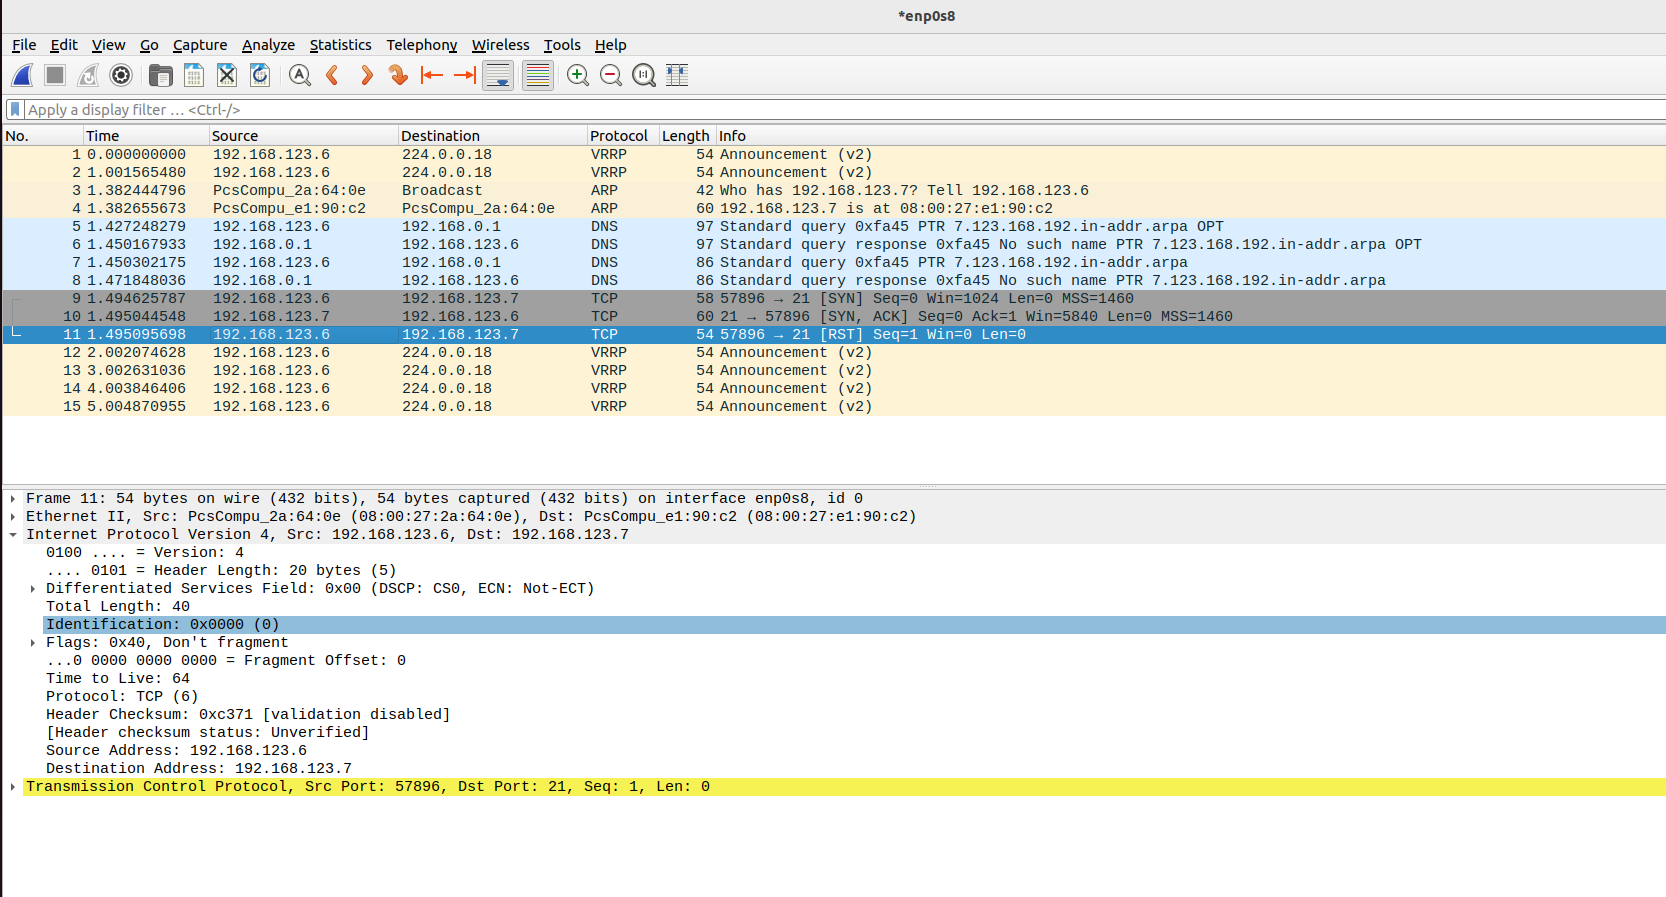 *enp0s8
File Edit View Go Capture Analyze Statistics Telephony Wireless Tools Help
Apply a display filter … <Ctrl-/>
No. Time Source Destination Protocol Length Info
1 0.000000000 192.168.123.6 224.0.0.18 VRRP 54 Announcement (v2)
2 1.001565480 192.168.123.6 224.0.0.18 VRRP 54 Announcement (v2)
3 1.382444796 PcsCompu_2a:64:0e Broadcast ARP 42 Who has 192.168.123.7? Tell 192.168.123.6
4 1.382655673 PcsCompu_e1:90:c2 PcsCompu_2a:64:0e ARP 60 192.168.123.7 is at 08:00:27:e1:90:c2
5 1.427248279 192.168.123.6 192.168.0.1 DNS 97 Standard query 0xfa45 PTR 7.123.168.192.in-addr.arpa OPT
6 1.450167933 192.168.0.1 192.168.123.6 DNS 97 Standard query response 0xfa45 No such name PTR 7.123.168.192.in-addr.arpa OPT
7 1.450302175 192.168.123.6 192.168.0.1 DNS 86 Standard query 0xfa45 PTR 7.123.168.192.in-addr.arpa
8 1.471848036 192.168.0.1 192.168.123.6 DNS 86 Standard query response 0xfa45 No such name PTR 7.123.168.192.in-addr.arpa
9 1.494625787 192.168.123.6 192.168.123.7 TCP 58 57896 → 21 [SYN] Seq=0 Win=1024 Len=0 MSS=1460
10 1.495044548 192.168.123.7 192.168.123.6 TCP 60 21 → 57896 [SYN, ACK] Seq=0 Ack=1 Win=5840 Len=0 MSS=1460
11 1.495095698 192.168.123.6 192.168.123.7 TCP 54 57896 → 21 [RST] Seq=1 Win=0 Len=0
12 2.002074628 192.168.123.6 224.0.0.18 VRRP 54 Announcement (v2)
13 3.002631036 192.168.123.6 224.0.0.18 VRRP 54 Announcement (v2)
14 4.003846406 192.168.123.6 224.0.0.18 VRRP 54 Announcement (v2)
15 5.004870955 192.168.123.6 224.0.0.18 VRRP 54 Announcement (v2)
Frame 11: 54 bytes on wire (432 bits), 54 bytes captured (432 bits) on interface enp0s8, id 0
Ethernet II, Src: PcsCompu_2a:64:0e (08:00:27:2a:64:0e), Dst: PcsCompu_e1:90:c2 (08:00:27:e1:90:c2)
Internet Protocol Version 4, Src: 192.168.123.6, Dst: 192.168.123.7
0100 .... = Version: 4
.... 0101 = Header Length: 20 bytes (5)
Differentiated Services Field: 0x00 (DSCP: CS0, ECN: Not-ECT)
Total Length: 40
Identification: 0x0000 (0)
Flags: 0x40, Don't fragment
...0 0000 0000 0000 = Fragment Offset: 0
Time to Live: 64
Protocol: TCP (6)
Header Checksum: 0xc371 [validation disabled]
[Header checksum status: Unverified]
Source Address: 192.168.123.6
Destination Address: 192.168.123.7
Transmission Control Protocol, Src Port: 57896, Dst Port: 21, Seq: 1, Len: 0